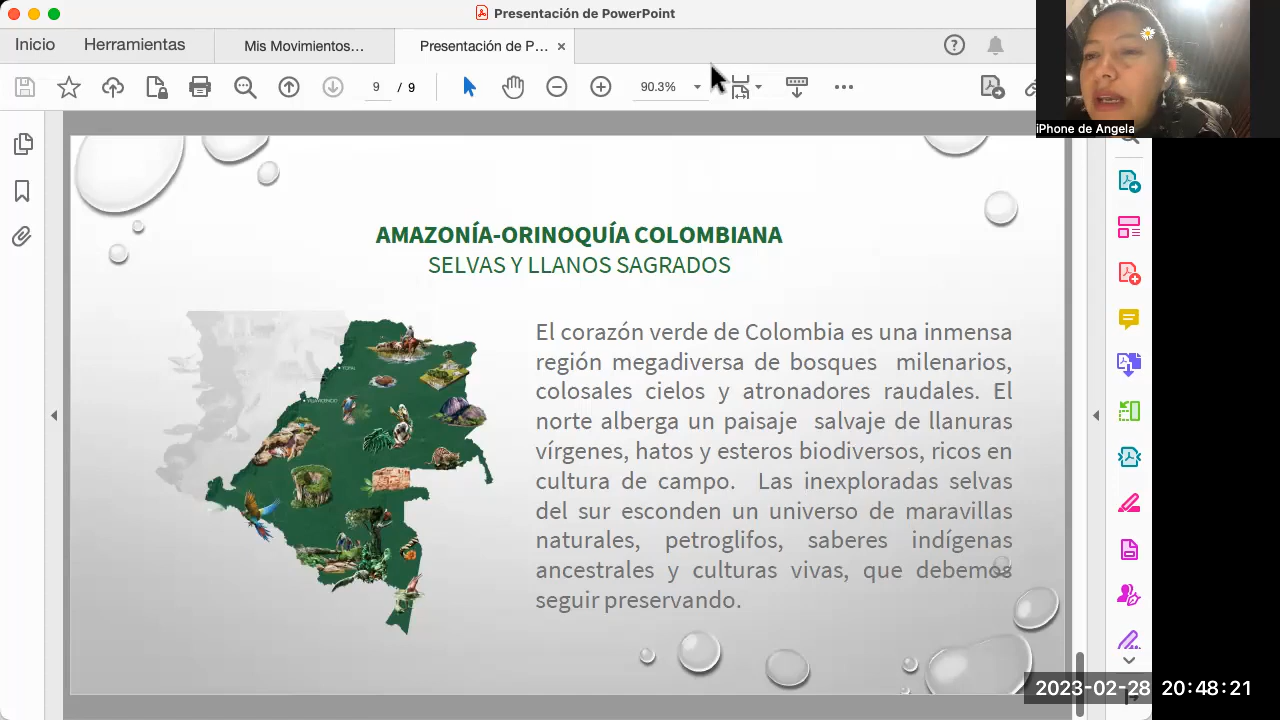 Presentación de PowerPoint
Inicio
Herramientas
Mis Movimientos...
Presentación de P...
9 / 9
90.3%
iPhone de Angela
AMAZONÍA-ORINOQUÍA COLOMBIANA
SELVAS Y LLANOS SAGRADOS
El corazón verde de Colombia es una inmensa
región megadiversa de bosques milenarios,
colosales cielos y atronadores raudales. El
norte alberga un paisaje salvaje de llanuras
vírgenes, hatos y esteros biodiversos, ricos en
cultura de campo. Las inexploradas selvas
del sur esconden un universo de maravillas
naturales, petroglifos, saberes indígenas
ancestrales y culturas vivas, que debemos
seguir preservando.
2023-02-28 20:48:21